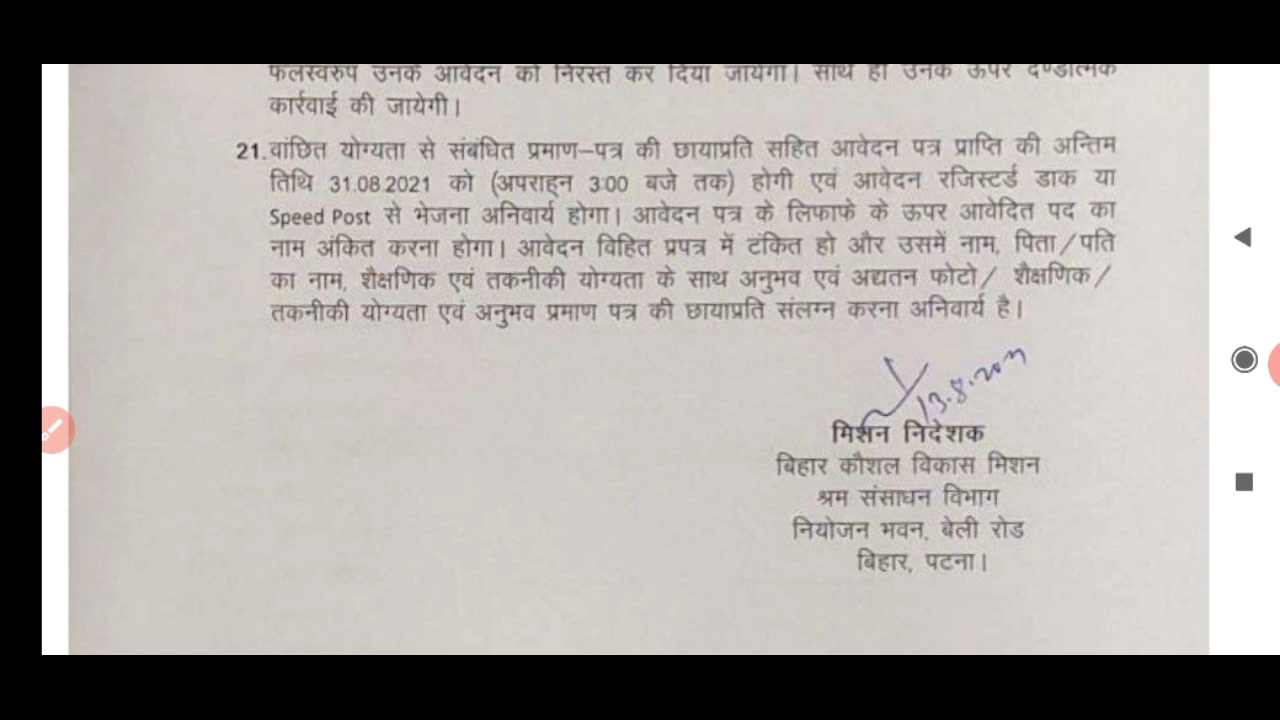 फलस्वरुप उनके आवेदन को निरस्त कर दिया जायेगा। साथ ही उनके ऊपर दण्डात्मक
कार्रवाई की जायेगी।
21. वांछित योग्यता से संबंधित प्रमाण–पत्र की छायाप्रति सहित आवेदन पत्र प्राप्ति की अन्तिम
तिथि 31.08.2021 को (अपराह्न 3:00 बजे तक) होगी एवं आवेदन रजिस्टर्ड डाक या
Speed Post से भेजना अनिवार्य होगा। आवेदन पत्र के लिफाफे के ऊपर आवेदित पद का
नाम अंकित करना होगा। आवेदन विहित प्रपत्र में टंकित हो और उसमें नाम, पिता/पति
का नाम, शैक्षणिक एवं तकनीकी योग्यता के साथ अनुभव एवं अद्यतन फोटो/ शैक्षणिक/
तकनीकी योग्यता एवं अनुभव प्रमाण पत्र की छायाप्रति संलग्न करना अनिवार्य है।
13.8.2021
मिशन निदेशक
बिहार कौशल विकास मिशन
श्रम संसाधन विभाग
नियोजन भवन, बेली रोड
बिहार, पटना।